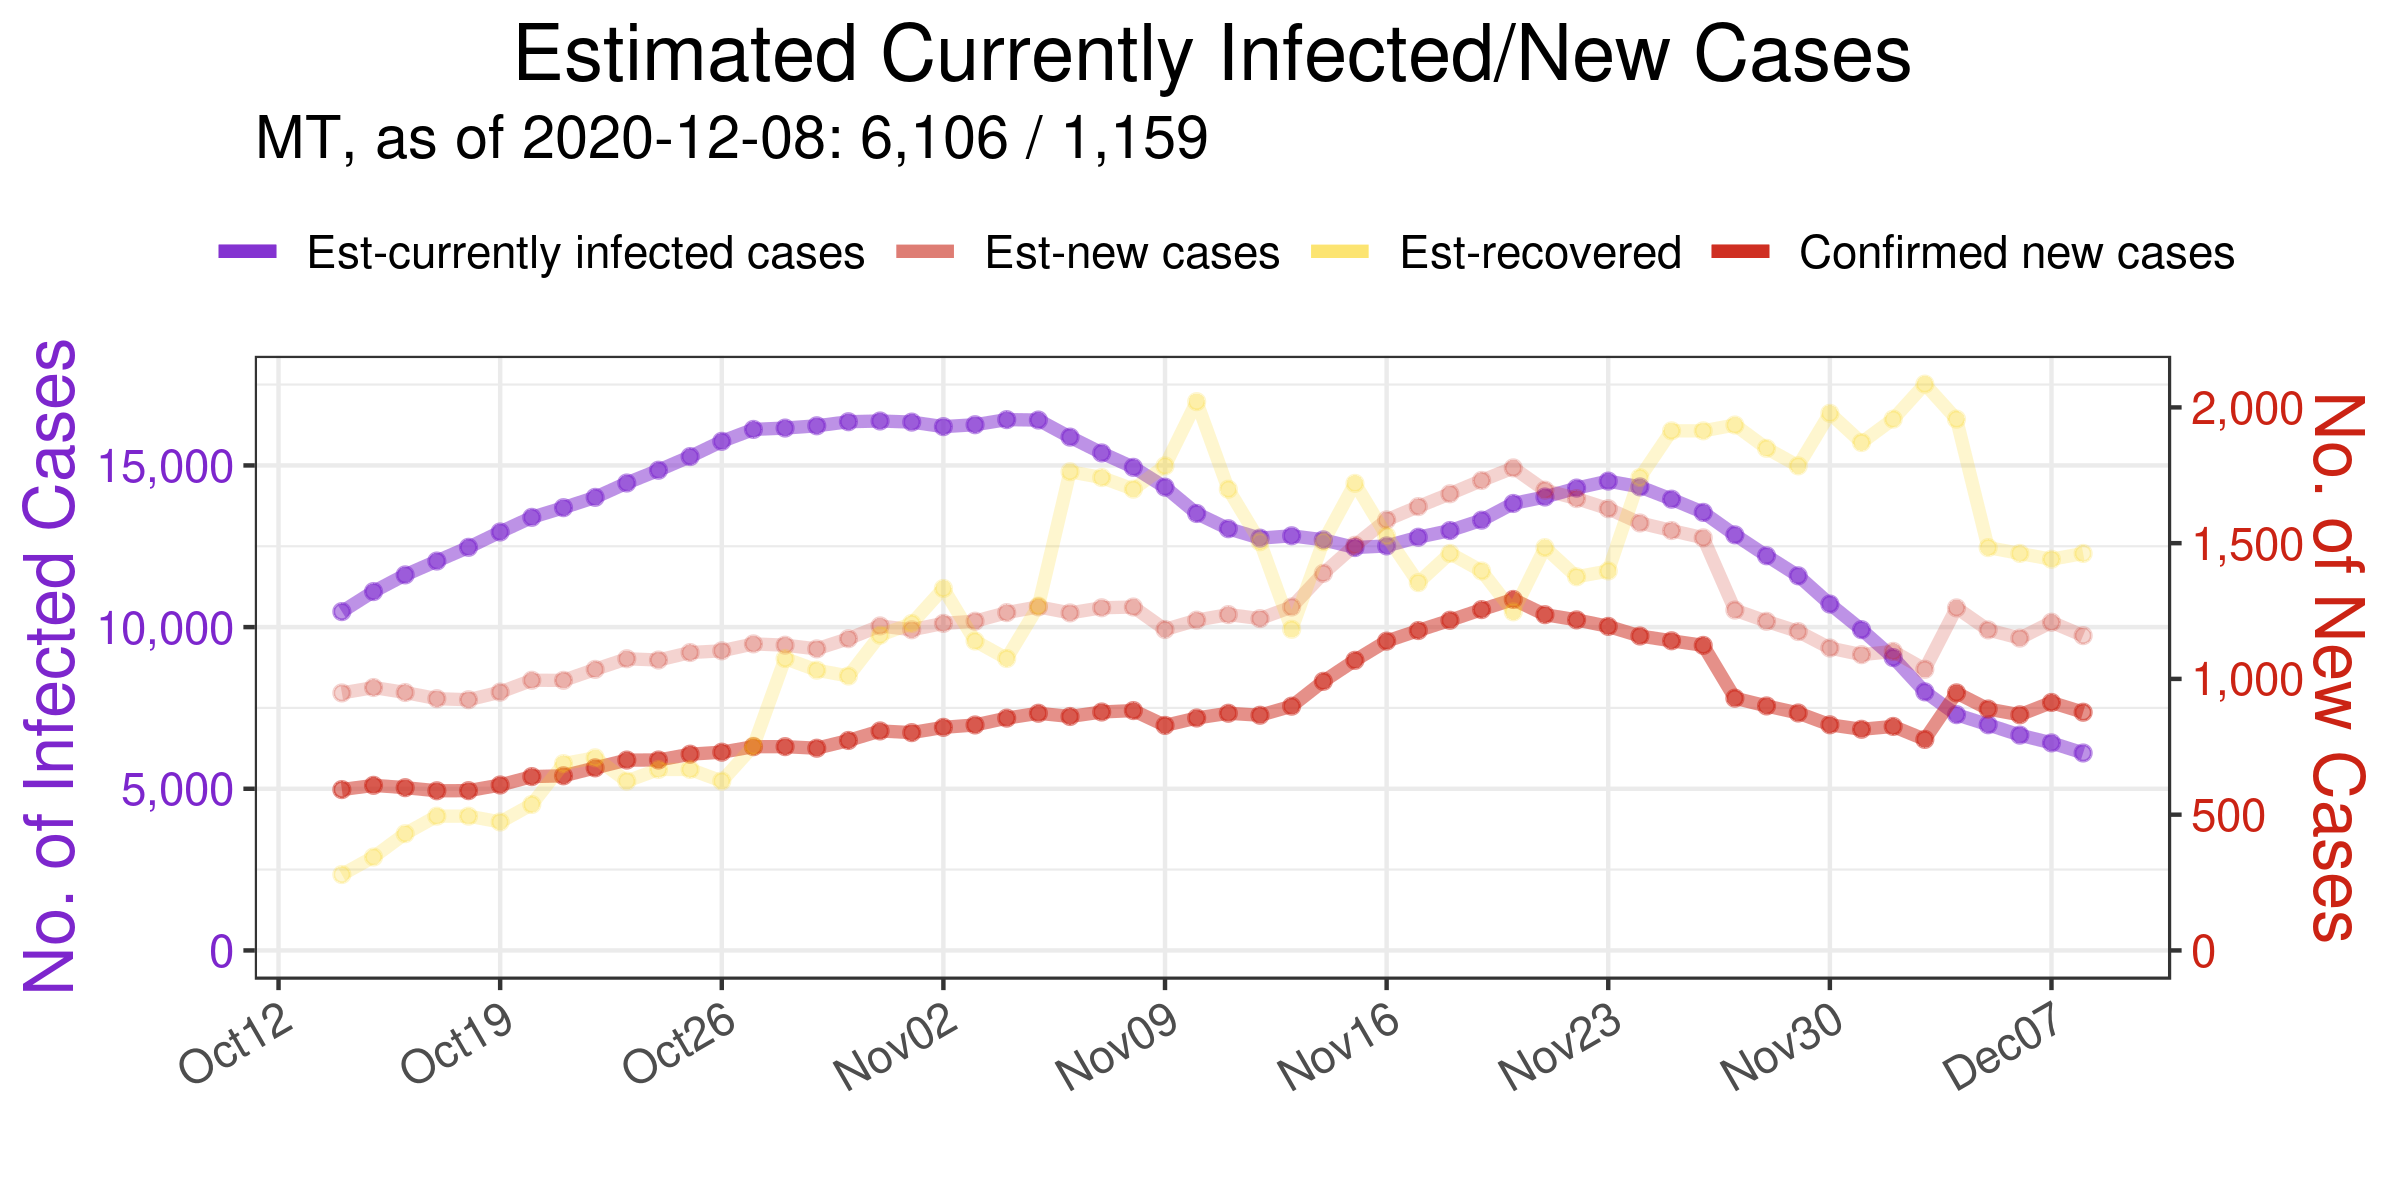 Estimated Currently Infected/New Cases
MT, as of 2020-12-08: 6,106 / 1,159
Est-currently infected cases Est-new cases Est-recovered Confirmed new cases
No. of Infected Cases
15,000
10,000
5,000
0
2,000
1,500
1,000
500
0
No. of New Cases
Oct12 Oct19 Oct26 Nov02 Nov09 Nov16 Nov23 Nov30 Dec07